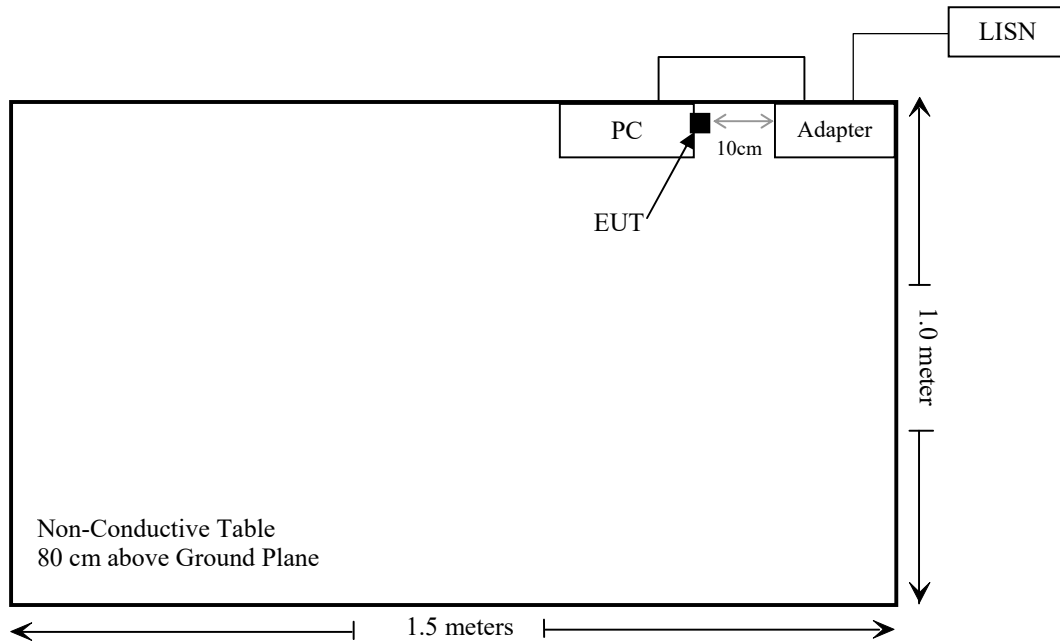 LISN
PC
Adapter
10cm
EUT
1.0 meter
Non-Conductive Table
80 cm above Ground Plane
1.5 meters